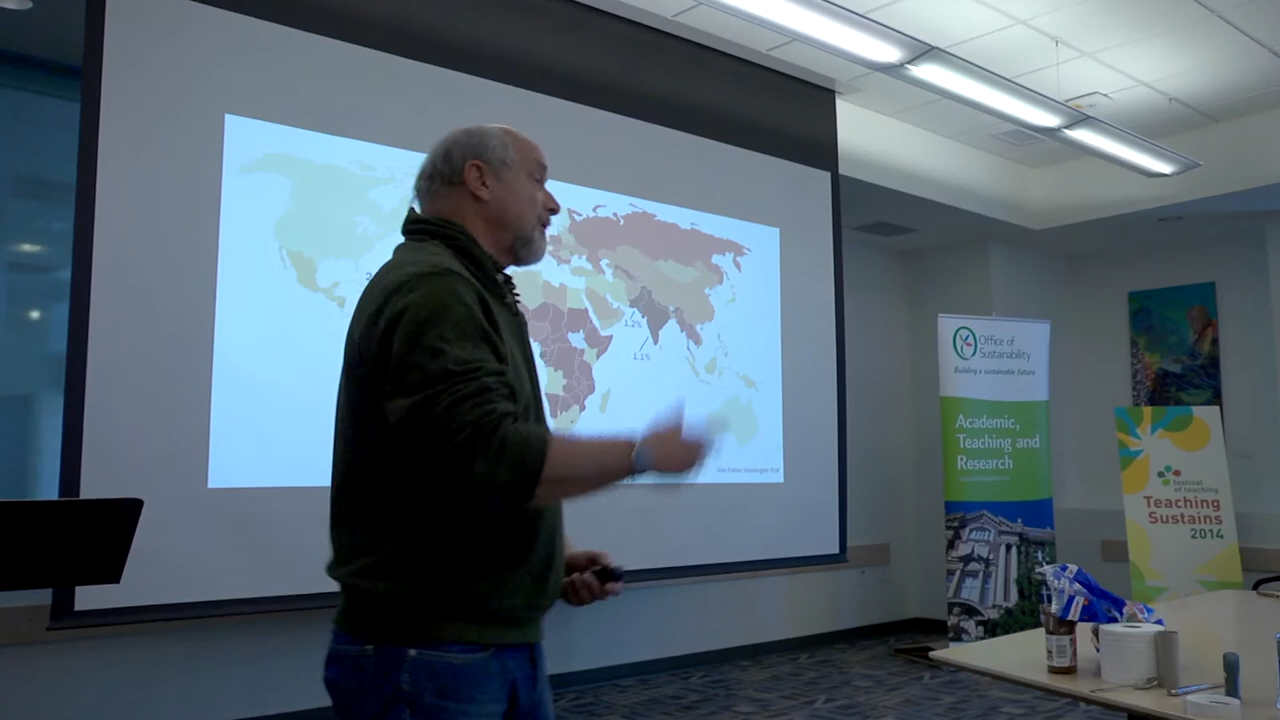 1.2%
1.1%
Office of
Sustainability
Building a sustainable future
Academic,
Teaching and
Research
festival
of teaching
Teaching
Sustains
2014